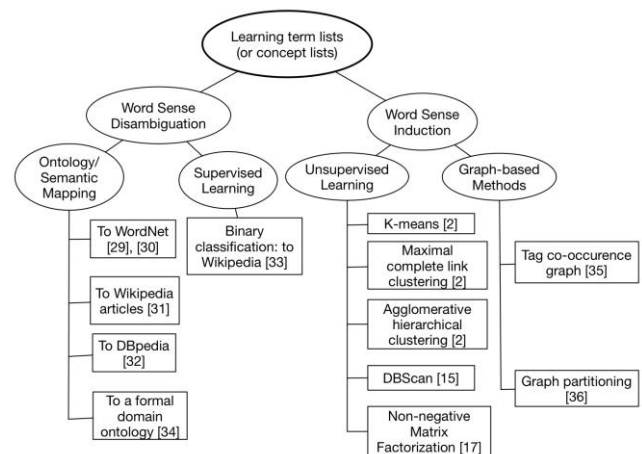 Learning term lists
(or concept lists)
Word Sense
Disambiguation
Word Sense
Induction
Ontology/
Semantic
Mapping
Supervised
Learning
Unsupervised
Learning
Graph-based
Methods
To WordNet
[29], [30]
To Wikipedia
articles [31]
To DBpedia
[32]
To a formal
domain
ontology [34]
Binary
classification: to
Wikipedia [33]
K-means [2]
Maximal
complete link
clustering [2]
Agglomerative
hierarchical
clustering [2]
DBScan [15]
Non-negative
Matrix
Factorization [17]
Tag co-occurence
graph [35]
Graph partitioning
[36]